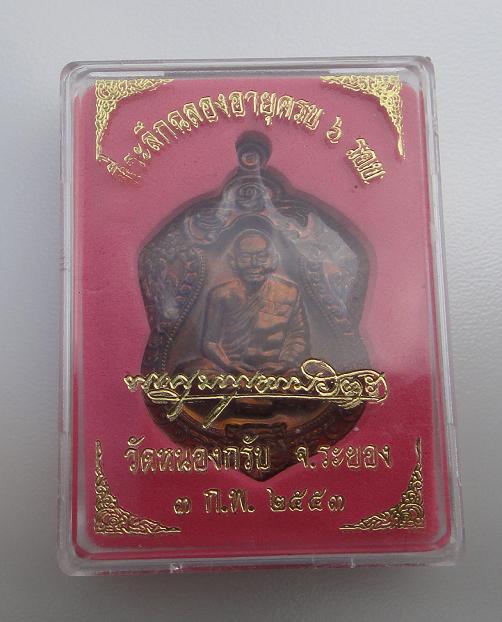 ที่ระลึกฉลองอายุครบ ๖ รอบ
วัดหนองกรับ จ.ระยอง
๓ ก.พ. ๒๕๕๓